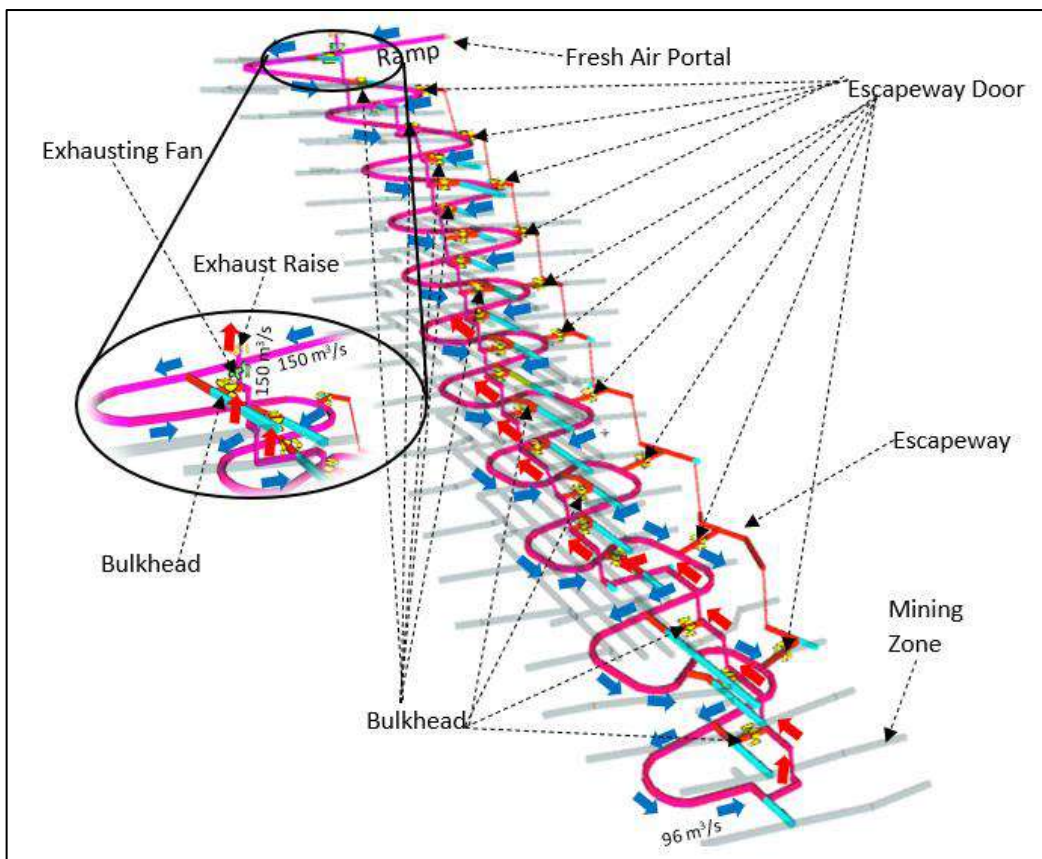 Ramp
Fresh Air Portal
Escapeway Door
Exhausting Fan
Exhaust Raise
150 m³/s
150 m³/s
Bulkhead
Escapeway
Mining
Zone
Bulkhead
96 m³/s